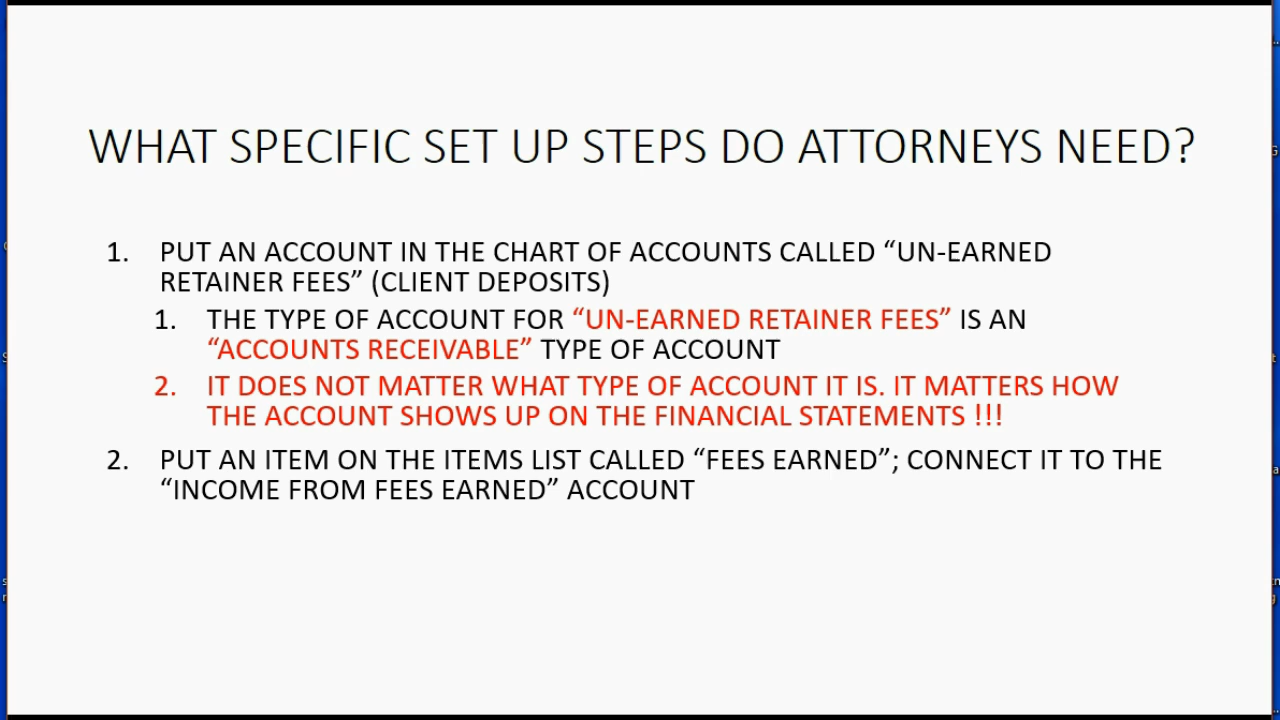 WHAT SPECIFIC SET UP STEPS DO ATTORNEYS NEED?
1. PUT AN ACCOUNT IN THE CHART OF ACCOUNTS CALLED “UN-EARNED
RETAINER FEES” (CLIENT DEPOSITS)
1. THE TYPE OF ACCOUNT FOR “UN-EARNED RETAINER FEES” IS AN
“ACCOUNTS RECEIVABLE” TYPE OF ACCOUNT
2. IT DOES NOT MATTER WHAT TYPE OF ACCOUNT IT IS. IT MATTERS HOW
THE ACCOUNT SHOWS UP ON THE FINANCIAL STATEMENTS !!!
2. PUT AN ITEM ON THE ITEMS LIST CALLED “FEES EARNED”; CONNECT IT TO THE
“INCOME FROM FEES EARNED” ACCOUNT